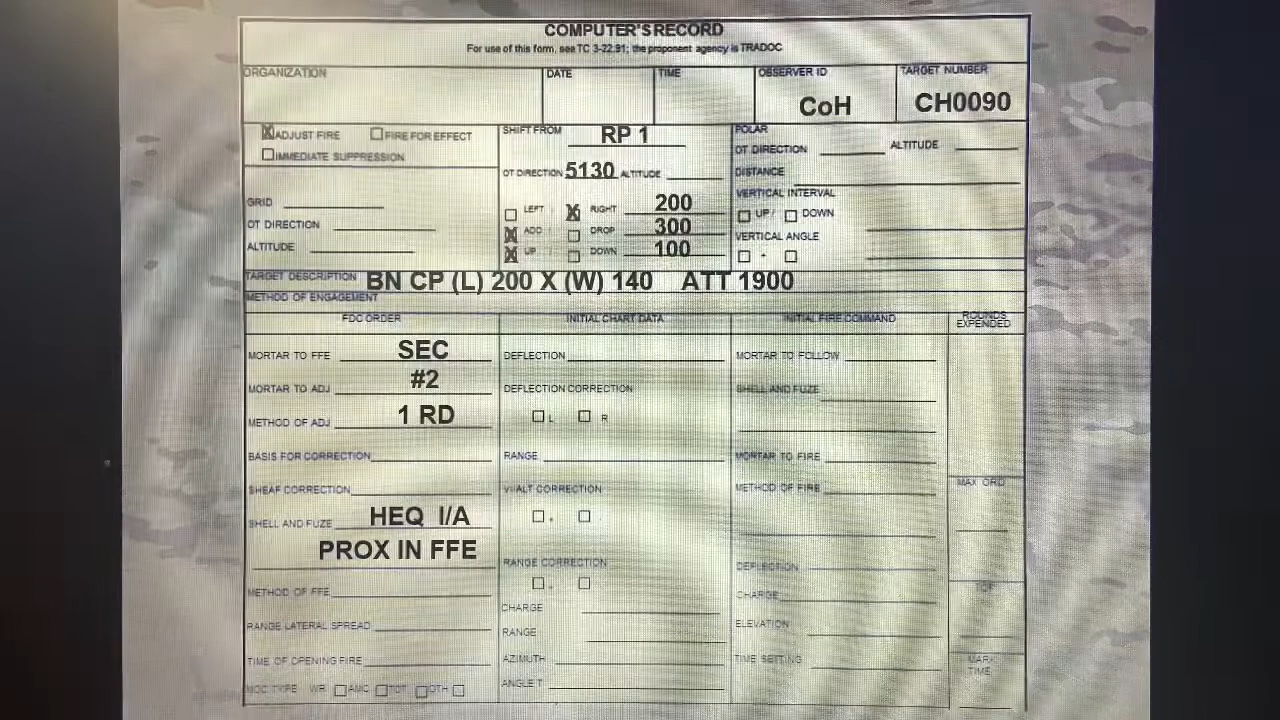 COMPUTER'S RECORD
For use of this form, see TC 3-22.91; the proponent agency is TRADOC
ORGANIZATION DATE TIME OBSERVER ID TARGET NUMBER
CoH CH0090
X ADJUST FIRE FIRE FOR EFFECT
IMMEDIATE SUPPRESSION
GRID
OT DIRECTION
ALTITUDE
SHIFT FROM RP 1
OT DIRECTION 5130 ALTITUDE
LEFT / X RIGHT 200
X ADD / DROP 300
X UP / DOWN 100
POLAR
OT DIRECTION ALTITUDE
DISTANCE
VERTICAL INTERVAL
UP / DOWN
VERTICAL ANGLE
TARGET DESCRIPTION BN CP (L) 200 X (W) 140 ATT 1900
METHOD OF ENGAGEMENT
FDC ORDER
MORTAR TO FFE SEC
MORTAR TO ADJ #2
METHOD OF ADJ 1 RD
BASIS FOR CORRECTION
SHEAF CORRECTION
SHELL AND FUZE HEQ I/A
PROX IN FFE
METHOD OF FFE
RANGE LATERAL SPREAD
TIME OF OPENING FIRE
MOC TYPE WR AMC TOT OTH
INITIAL CHART DATA
DEFLECTION
DEFLECTION CORRECTION
L R
RANGE
VI/ALT CORRECTION
RANGE CORRECTION
CHARGE
RANGE
AZIMUTH
ANGLE T
INITIAL FIRE COMMAND
MORTAR TO FOLLOW
SHELL AND FUZE
MORTAR TO FIRE
METHOD OF FIRE
DEFLECTION
CHARGE
ELEVATION
TIME SETTING
ROUNDS
EXPENDED
MAX ORD
TOF
TIME